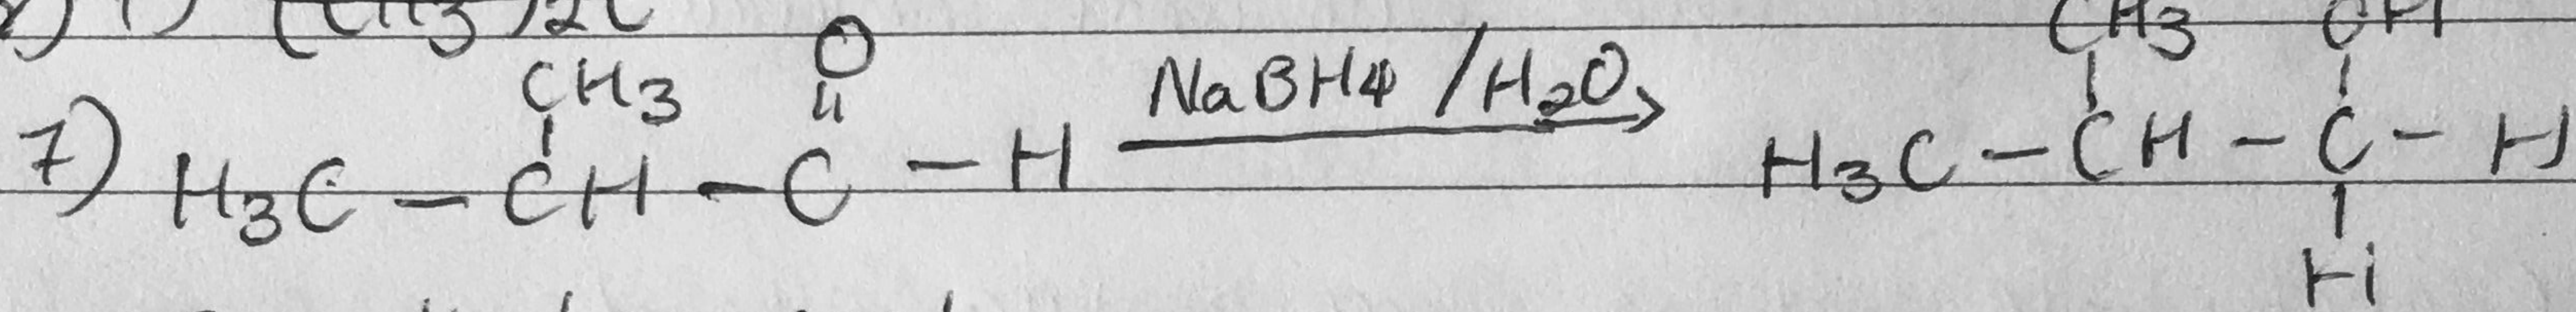 CH3 O CH3 OH
7) H3C - CH - C - H NaBH4 / H2O → H3C - CH - C - H
H